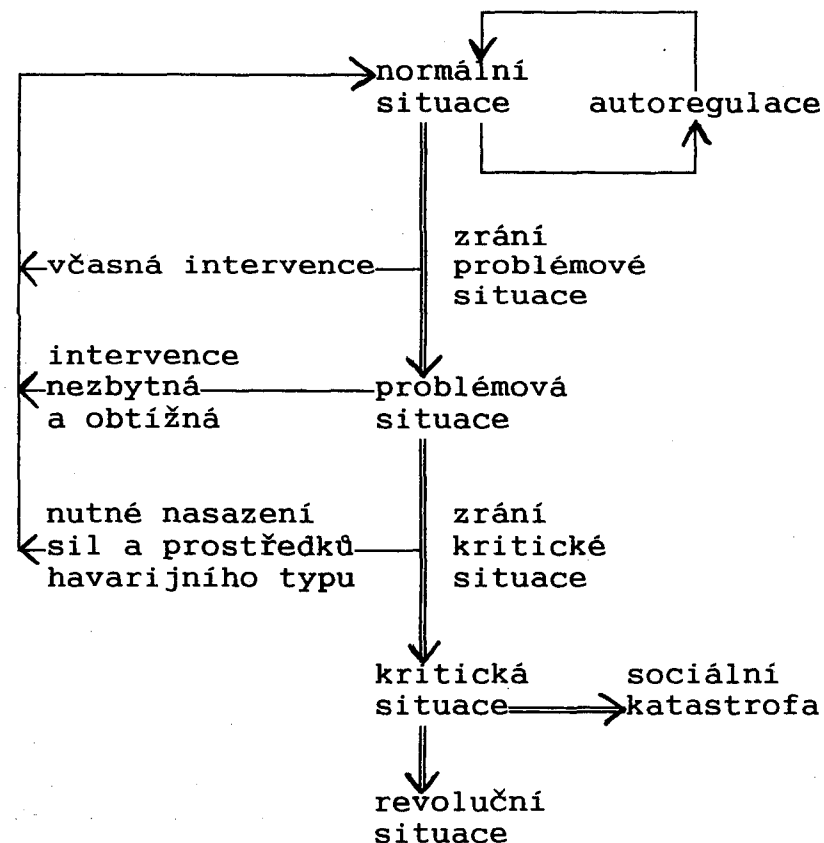 normální
situace
autoregulace
zrání
problémové
situace
včasná intervence
intervence
nezbytná
a obtížná
problémová
situace
nutné nasazení
sil a prostředků
havarijního typu
zrání
kritické
situace
kritická
situace
sociální
katastrofa
revoluční
situace